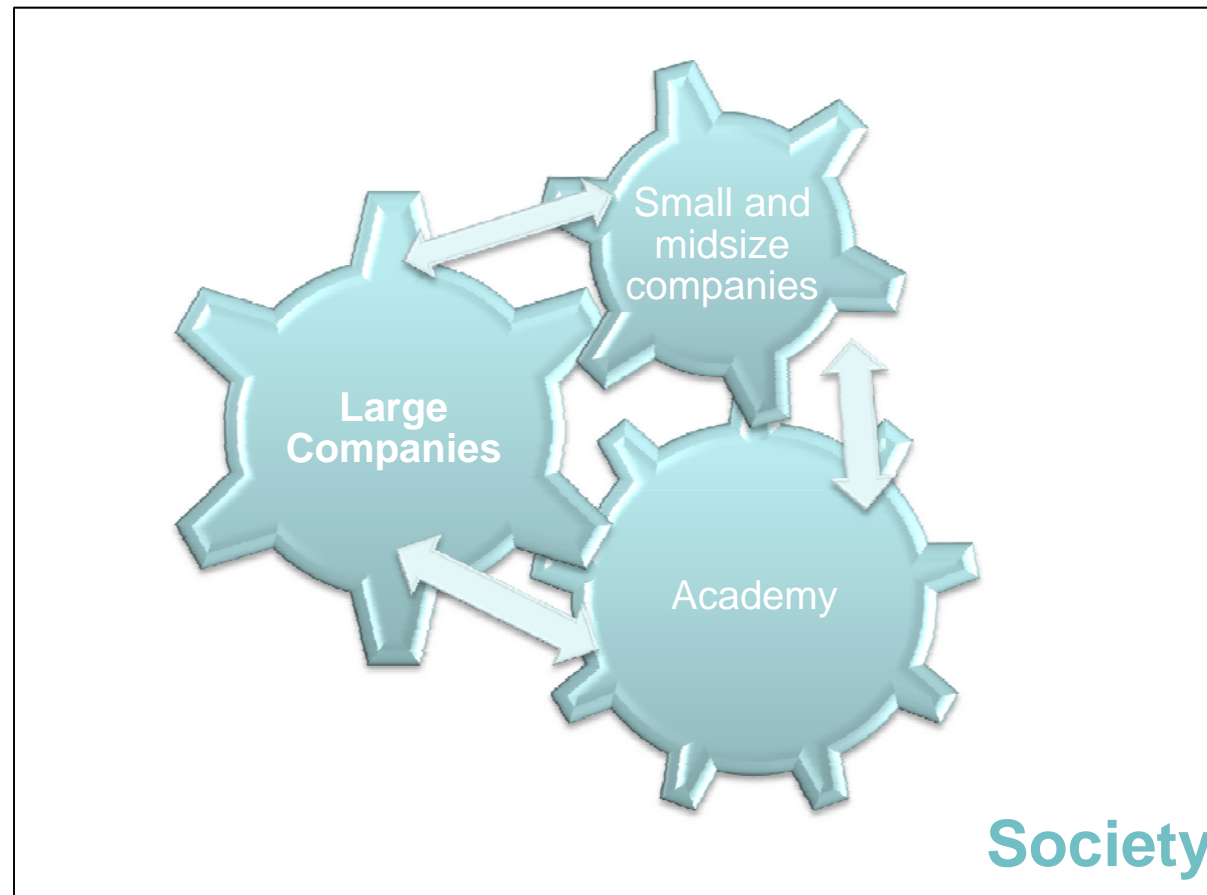 Small and
midsize
companies
Large
Companies
Academy
Society